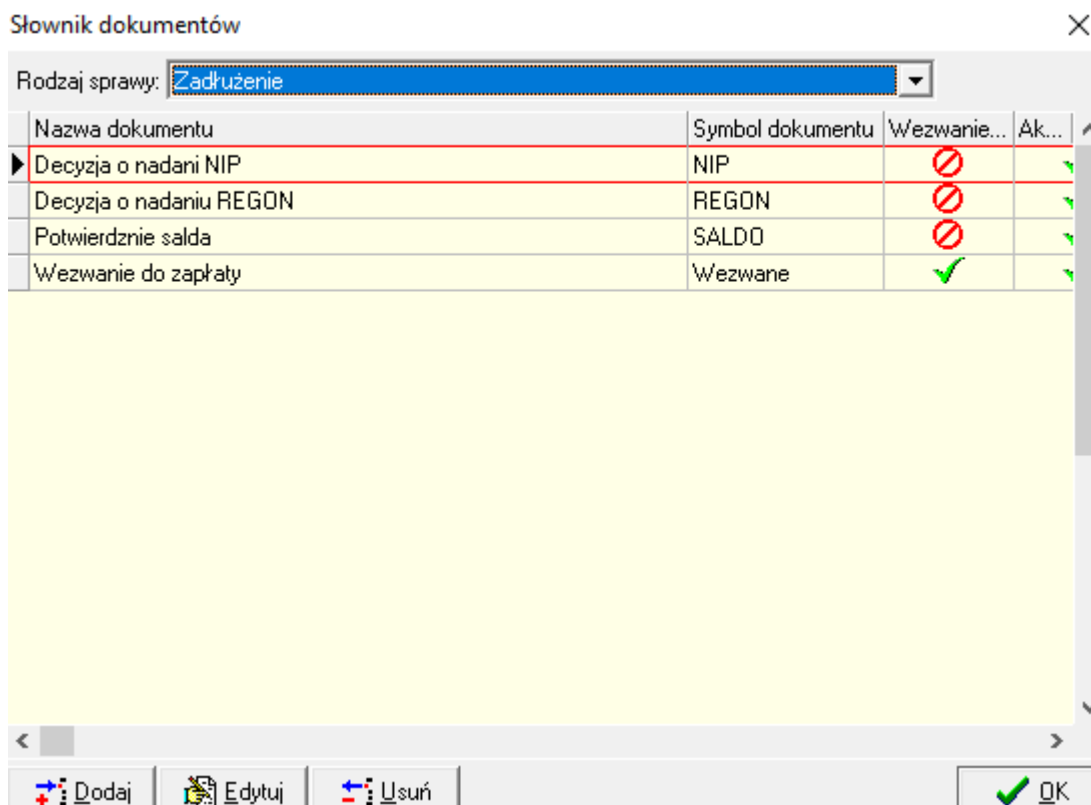 Słownik dokumentów
Rodzaj sprawy: Zadłużenie
Nazwa dokumentu Symbol dokumentu Wezwanie... Ak...
Decyzja o nadani NIP NIP
Decyzja o nadaniu REGON REGON
Potwierdznie salda SALDO
Wezwanie do zapłaty Wezwane
Dodaj Edytuj Usuń OK